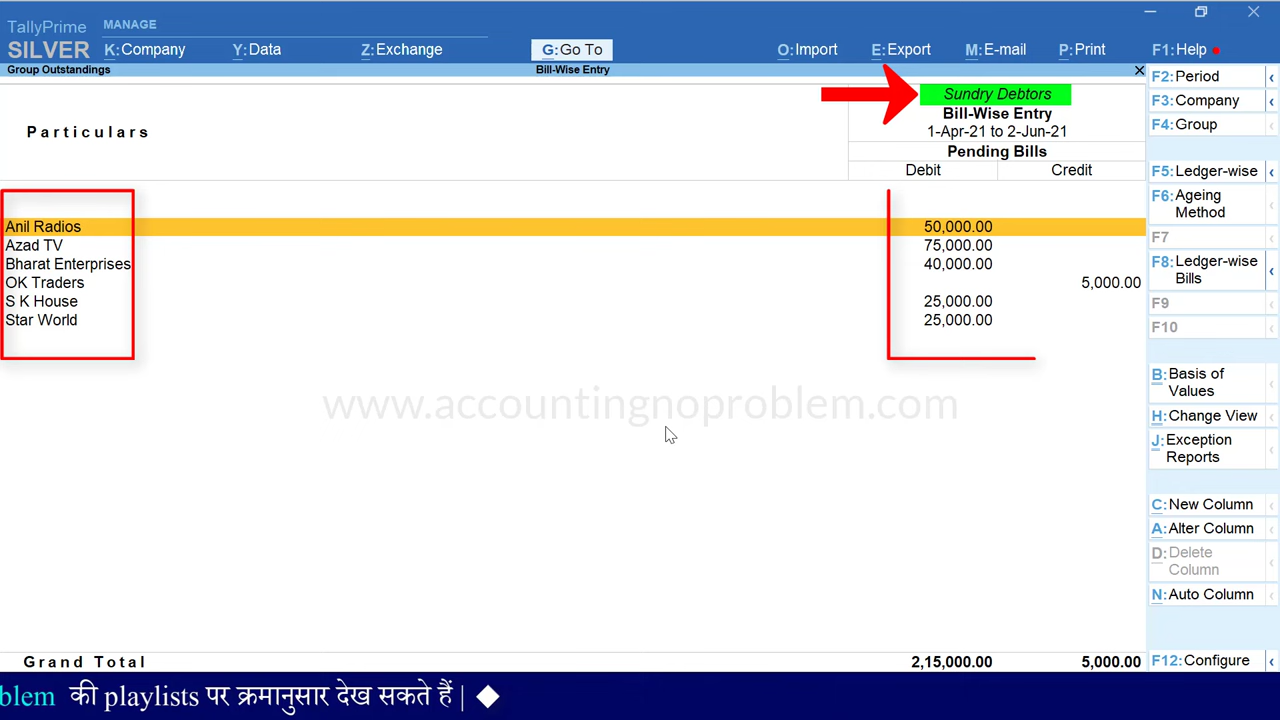 TallyPrime
SILVER
MANAGE
K:Company
Y:Data
Z:Exchange
G:Go To
O:Import
E:Export
M:E-mail
P:Print
F1:Help
Group Outstandings
Bill-Wise Entry
Particulars
Sundry Debtors
Bill-Wise Entry
1-Apr-21 to 2-Jun-21
Pending Bills
Debit Credit
Anil Radios 50,000.00
Azad TV 75,000.00
Bharat Enterprises 40,000.00
OK Traders 5,000.00
S K House 25,000.00
Star World 25,000.00
www.accountingnoproblem.com
Grand Total 2,15,000.00 5,000.00
F2:Period
F3:Company
F4:Group
F5:Ledger-wise
F6:Ageing
Method
F7
F8:Ledger-wise
Bills
F9
F10
B:Basis of
Values
H:Change View
J:Exception
Reports
C:New Column
A:Alter Column
D:Delete
Column
N:Auto Column
F12:Configure
blem की playlists पर क्रमानुसार देख सकते हैं | ◆